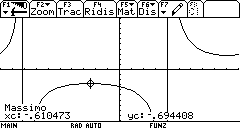 F1 F2 Zoom F3 Trac F4 Ridis F5 Mat F6 Dis F7
Massimo
xc:-.610473 yc:-.694408
MAIN RAD AUTO FUNZ